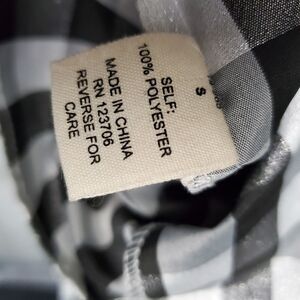 S
SELF:
100% POLYESTER
MADE IN CHINA
RN 123706
REVERSE FOR
CARE